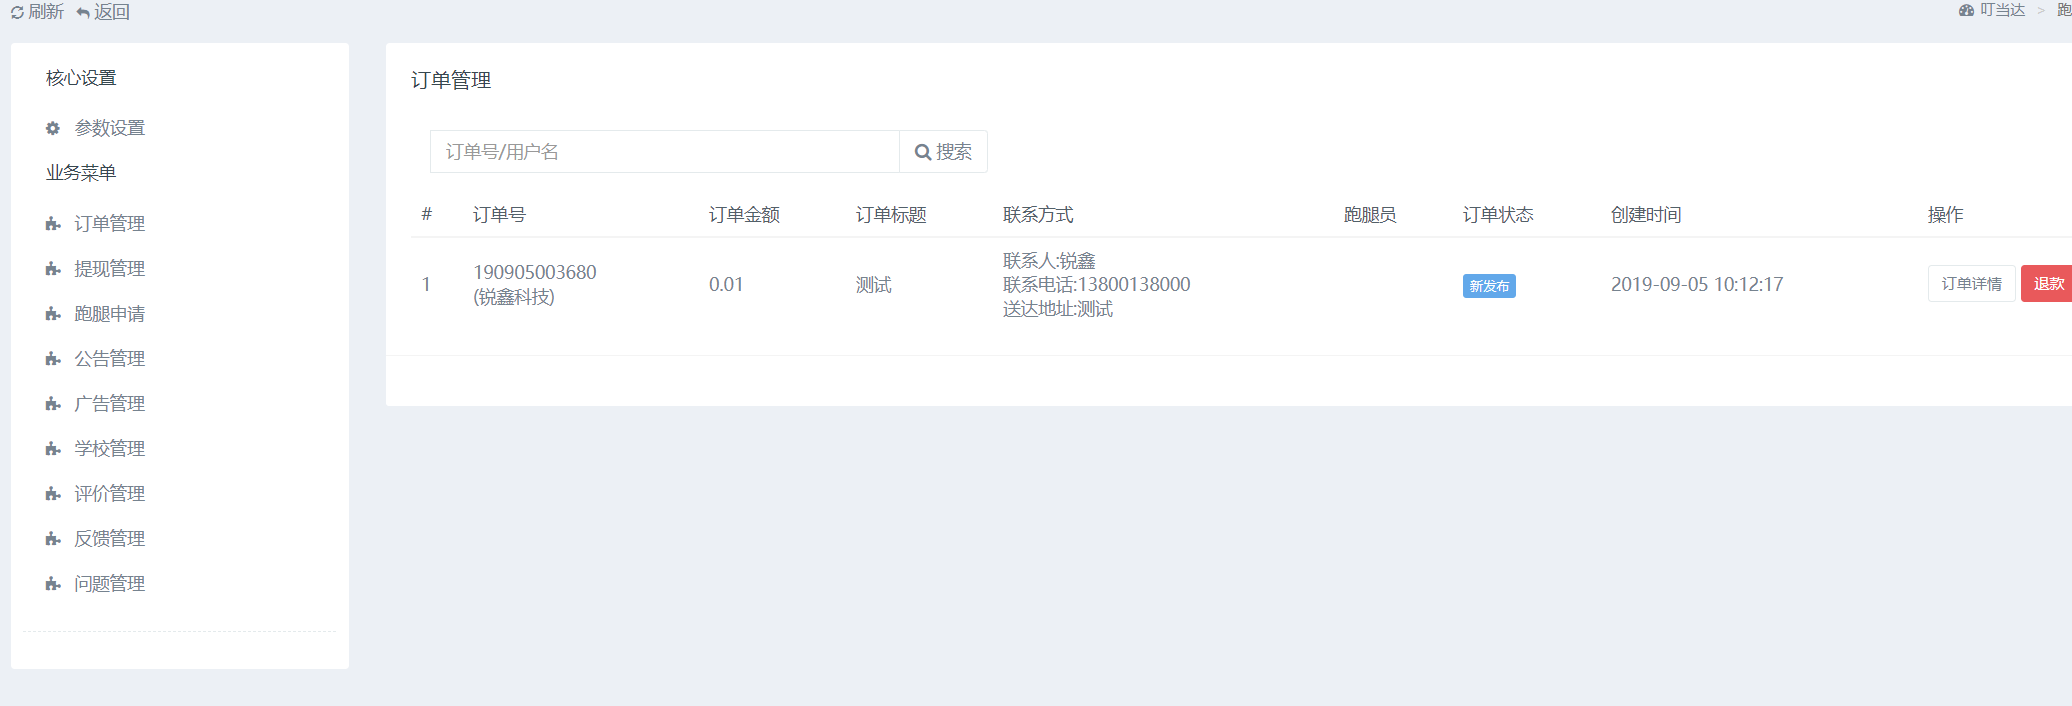 刷新 返回
叮当达 > 跑
核心设置
参数设置
业务菜单
订单管理
提现管理
跑腿申请
公告管理
广告管理
学校管理
评价管理
反馈管理
问题管理
订单管理
订单号/用户名 搜索
# 订单号 订单金额 订单标题 联系方式 跑腿员 订单状态 创建时间 操作
1 190905003680 (锐鑫科技) 0.01 测试 联系人:锐鑫 联系电话:13800138000 送达地址:测试 新发布 2019-09-05 10:12:17 订单详情 退款